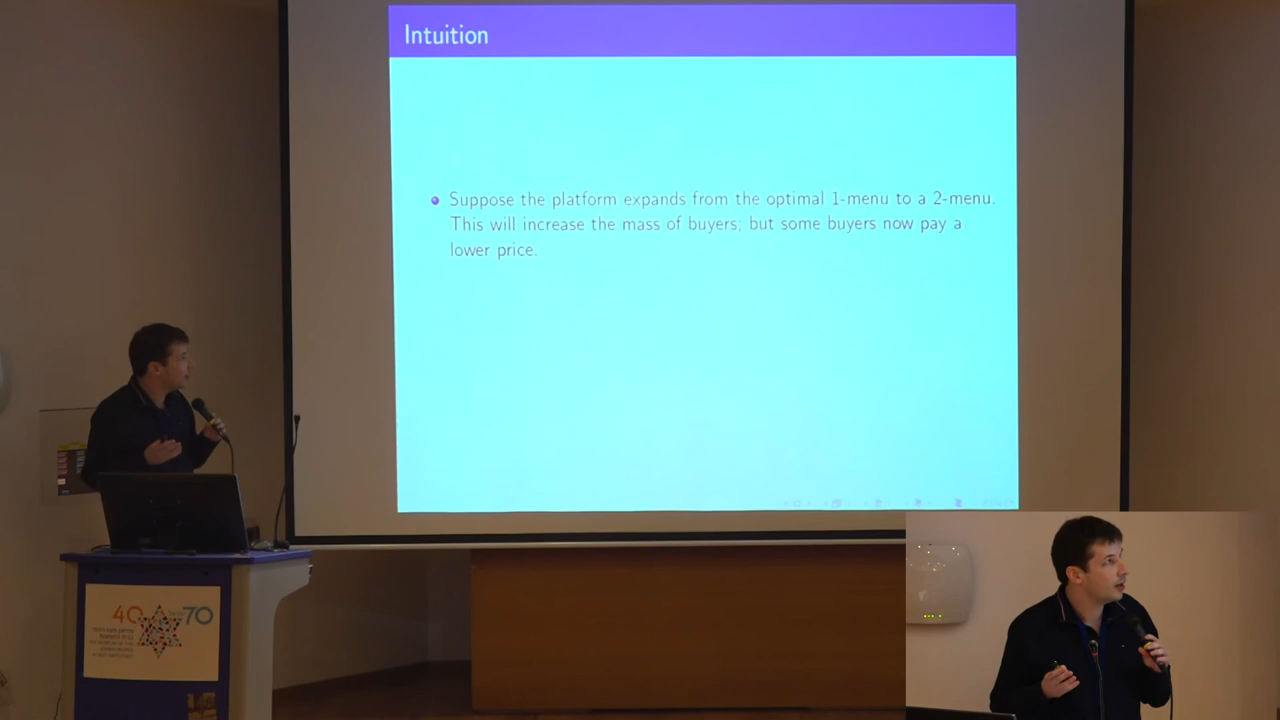 Intuition
Suppose the platform expands from the optimal 1-menu to a 2-menu.
This will increase the mass of buyers; but some buyers now pay a
lower price.
40
70